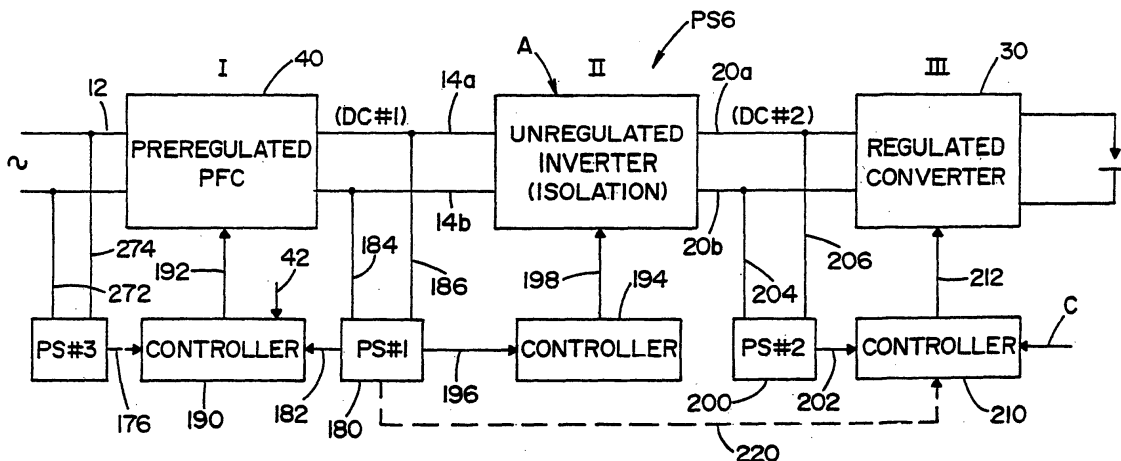 PS6
I
40
12
(DC#1)
14a
A
II
20a
(DC#2)
III
30
~
PREREGULATED
PFC
UNREGULATED
INVERTER
(ISOLATION)
REGULATED
CONVERTER
14b
20b
274
272
192
42
184
186
198
194
204
206
212
C
PS#3
CONTROLLER
PS#1
CONTROLLER
PS#2
CONTROLLER
176
190
182
180
196
200
202
210
220